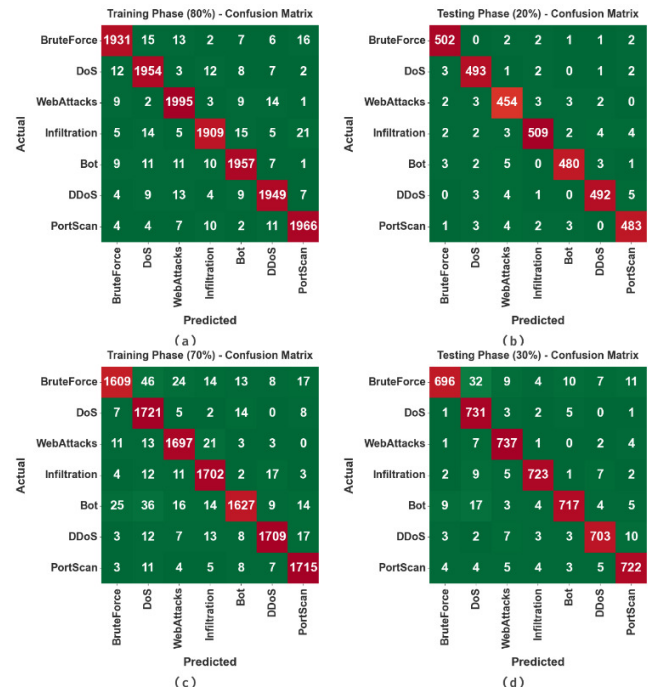 Training Phase (80%) - Confusion Matrix
Actual
BruteForce 1931 15 13 2 7 6 16
DoS 12 1954 3 12 8 7 2
WebAttacks 9 2 1995 3 9 14 1
Infiltration 5 14 5 1909 15 5 21
Bot 9 11 11 10 1957 7 1
DDoS 4 9 13 4 9 1949 7
PortScan 4 4 7 10 2 11 1966
BruteForce DoS WebAttacks Infiltration Bot DDoS PortScan
Predicted
(a)
Testing Phase (20%) - Confusion Matrix
Actual
BruteForce 502 0 2 2 1 1 2
DoS 3 493 1 2 0 1 2
WebAttacks 2 3 454 3 3 2 0
Infiltration 2 2 3 509 2 4 4
Bot 3 2 5 0 480 3 1
DDoS 0 3 4 1 0 492 5
PortScan 1 3 4 2 3 0 483
BruteForce DoS WebAttacks Infiltration Bot DDoS PortScan
Predicted
(b)
Training Phase (70%) - Confusion Matrix
Actual
BruteForce 1609 46 24 14 13 8 17
DoS 7 1721 5 2 14 0 8
WebAttacks 11 13 1697 21 3 3 0
Infiltration 4 12 11 1702 2 17 3
Bot 25 36 16 14 1627 9 14
DDoS 3 12 7 13 8 1709 17
PortScan 3 11 4 5 8 7 1715
BruteForce DoS WebAttacks Infiltration Bot DDoS PortScan
Predicted
(c)
Testing Phase (30%) - Confusion Matrix
Actual
BruteForce 696 32 9 4 10 7 11
DoS 1 731 3 2 5 0 1
WebAttacks 1 7 737 1 0 2 4
Infiltration 2 9 5 723 1 7 2
Bot 9 17 3 4 717 4 5
DDoS 3 2 7 3 3 703 10
PortScan 4 4 5 4 3 5 722
BruteForce DoS WebAttacks Infiltration Bot DDoS PortScan
Predicted
(d)